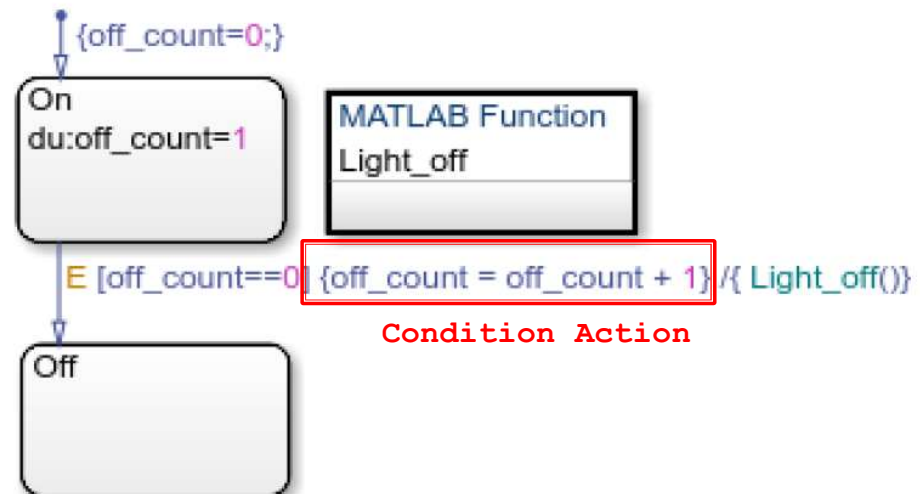 {off_count=0;}
On
du:off_count=1
MATLAB Function
Light_off
E [off_count==0] {off_count = off_count + 1} /{ Light_off()}
Condition Action
Off